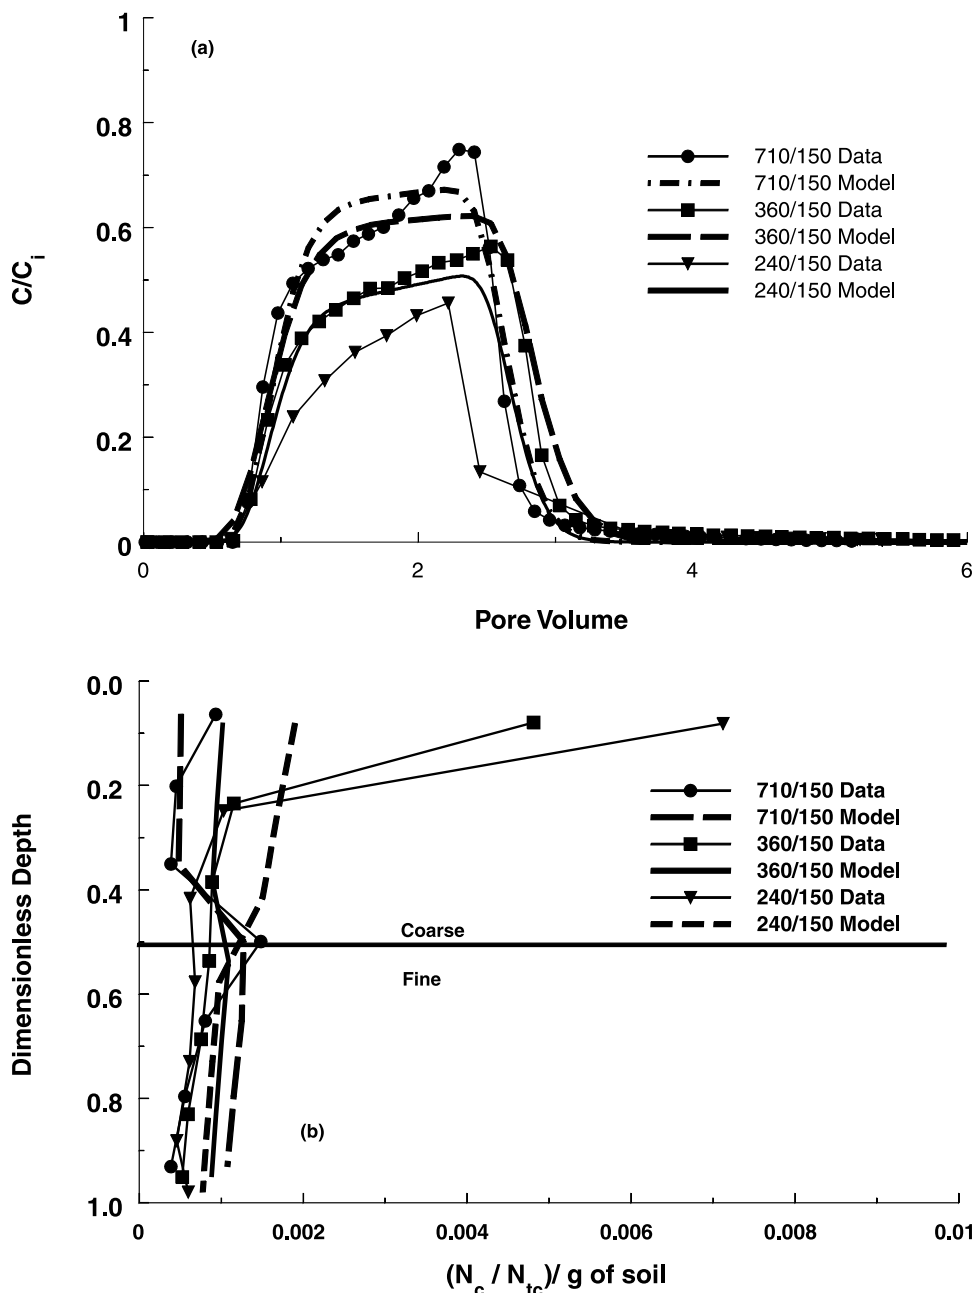 (a)
1
0.8
0.6
0.4
0.2
0
C/Ci
710/150 Data
710/150 Model
360/150 Data
360/150 Model
240/150 Data
240/150 Model
0
2
4
6
Pore Volume
0.0
0.2
0.4
0.6
0.8
1.0
Dimensionless Depth
710/150 Data
710/150 Model
360/150 Data
360/150 Model
240/150 Data
240/150 Model
Coarse
Fine
(b)
0
0.002
0.004
0.006
0.008
0.01
(Nc / Ntc)/ g of soil